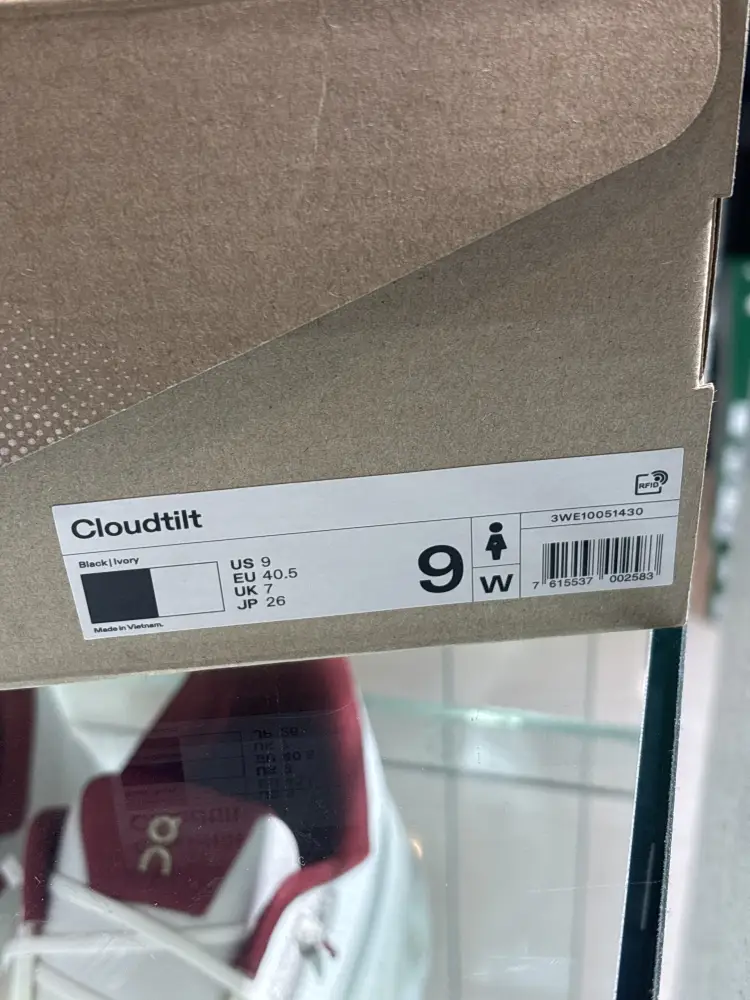 Cloudtilt
RFID
Black | Ivory
US 9
EU 40.5
UK 7
JP 26
Made in Vietnam.
9
W
3WE10051430
7 615537 002583